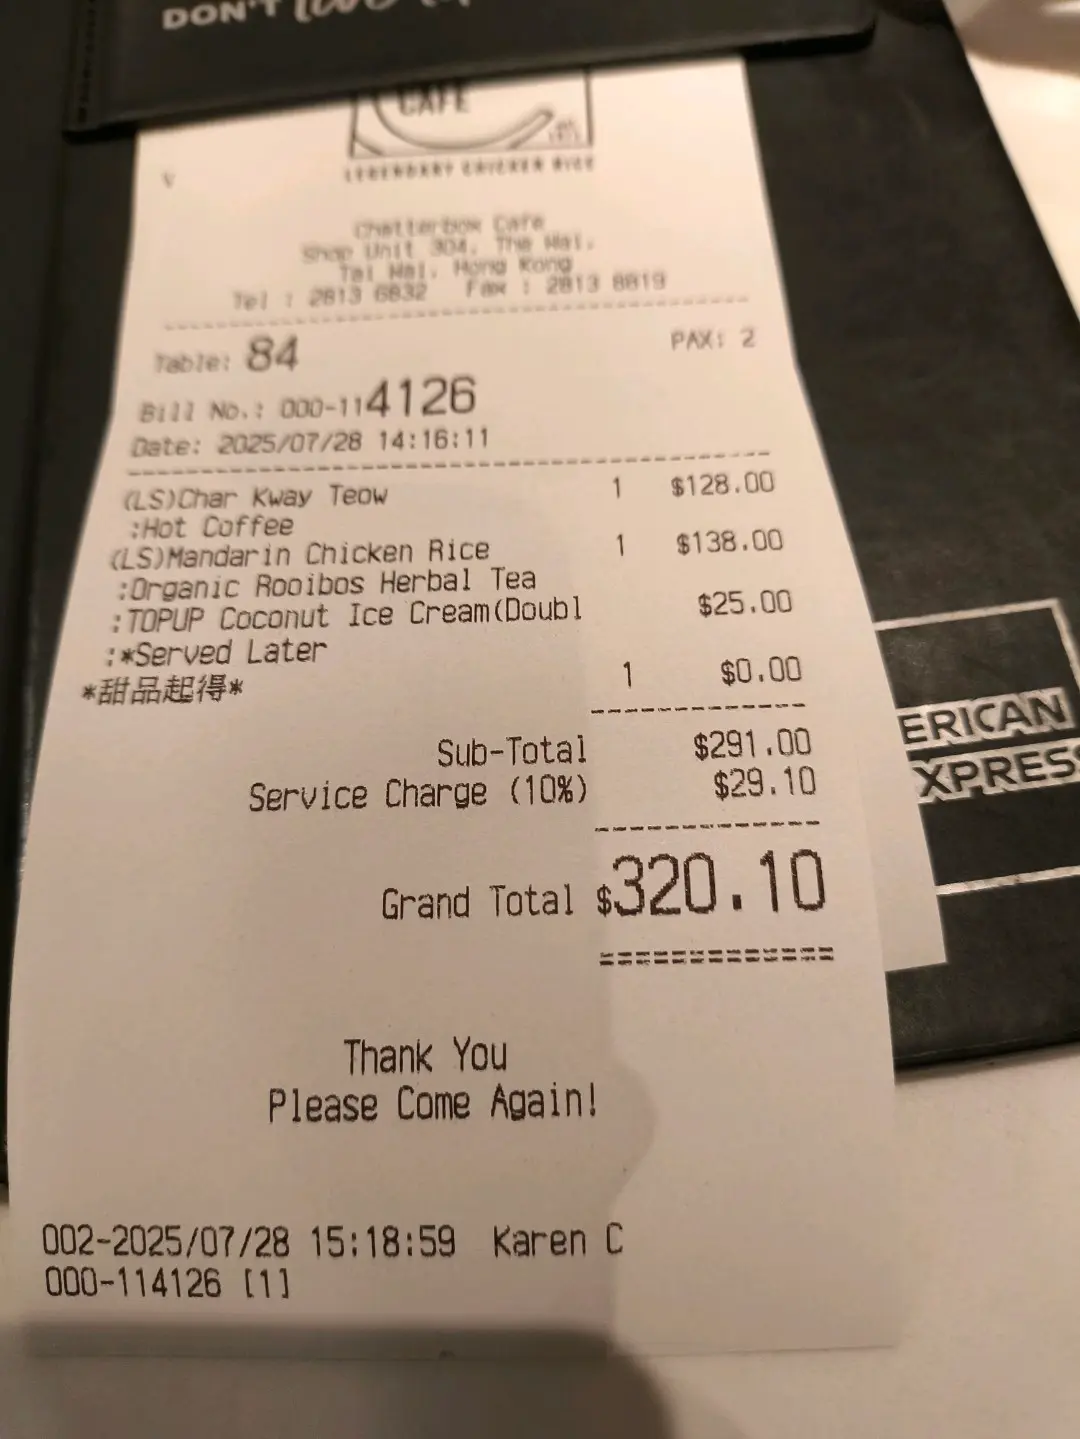 DON'T live
CAFE
LEGENDARY CHICKEN RICE
Chatterbox Cafe
Shop Unit 304, The Wai,
Tai Wai, Hong Kong
Tel : 2813 6832 Fax : 2813 8819
Table: 84 PAX: 2
Bill No.: 000-114126
Date: 2025/07/28 14:16:11
(LS)Char Kway Teow 1 $128.00
:Hot Coffee
(LS)Mandarin Chicken Rice 1 $138.00
:Organic Rooibos Herbal Tea
:TOPUP Coconut Ice Cream(Doubl $25.00
:*Served Later
*甜品起得* 1 $0.00
Sub-Total $291.00
Service Charge (10%) $29.10
Grand Total $320.10
Thank You
Please Come Again!
002-2025/07/28 15:18:59 Karen C
000-114126 [1]
ERICAN
XPRESS